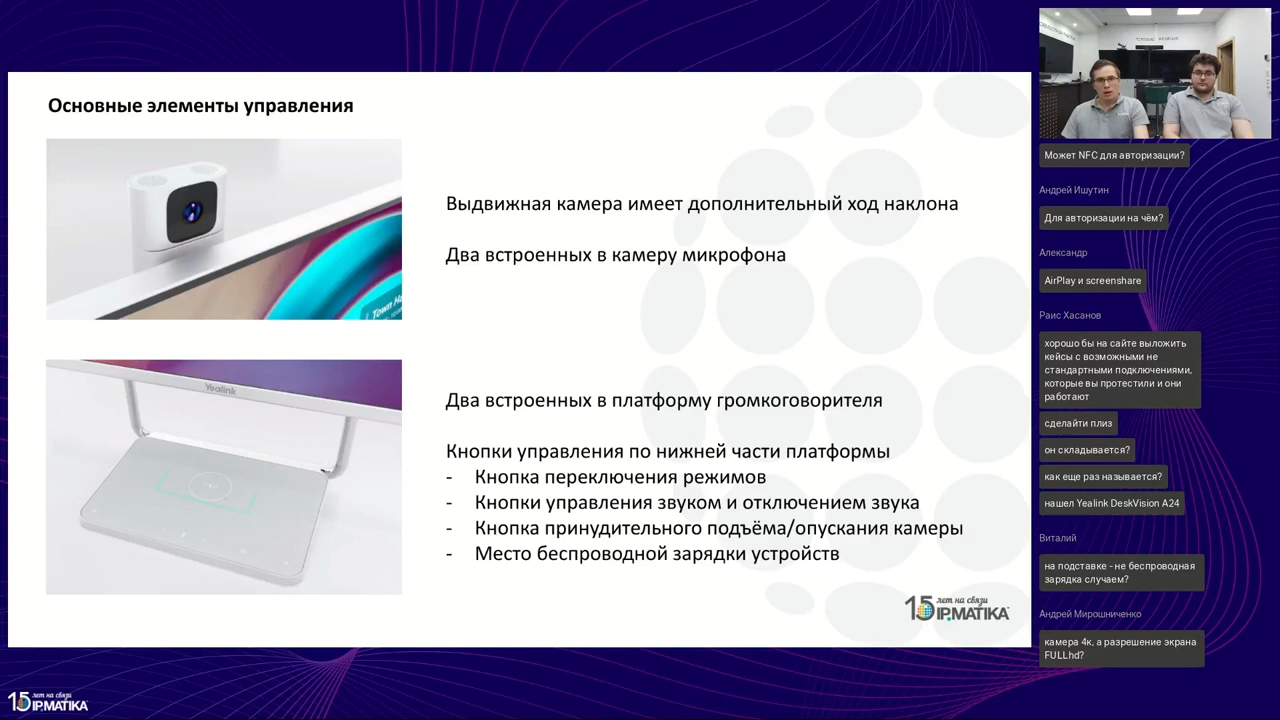 Основные элементы управления
Town Ha
Выдвижная камера имеет дополнительный ход наклона
Два встроенных в камеру микрофона
Yealink
Два встроенных в платформу громкоговорителя
Кнопки управления по нижней части платформы
- Кнопка переключения режимов
- Кнопки управления звуком и отключением звука
- Кнопка принудительного подъёма/опускания камеры
- Место беспроводной зарядки устройств
15 лет на связи
IPMATIKA
15 лет на связи
IPMATIKA
Может NFC для авторизации?
Андрей Ишутин
Для авторизации на чём?
Александр
AirPlay и screenshare
Раис Хасанов
хорошо бы на сайте выложить
кейсы с возможными не
стандартными подключениями,
которые вы протестили и они
работают
сделайти плиз
он складывается?
как еще раз называется?
нашел Yealink DeskVision A24
Виталий
на подставке - не беспроводная
зарядка случаем?
Андрей Мирошниченко
камера 4к, а разрешение экрана
FULLhd?